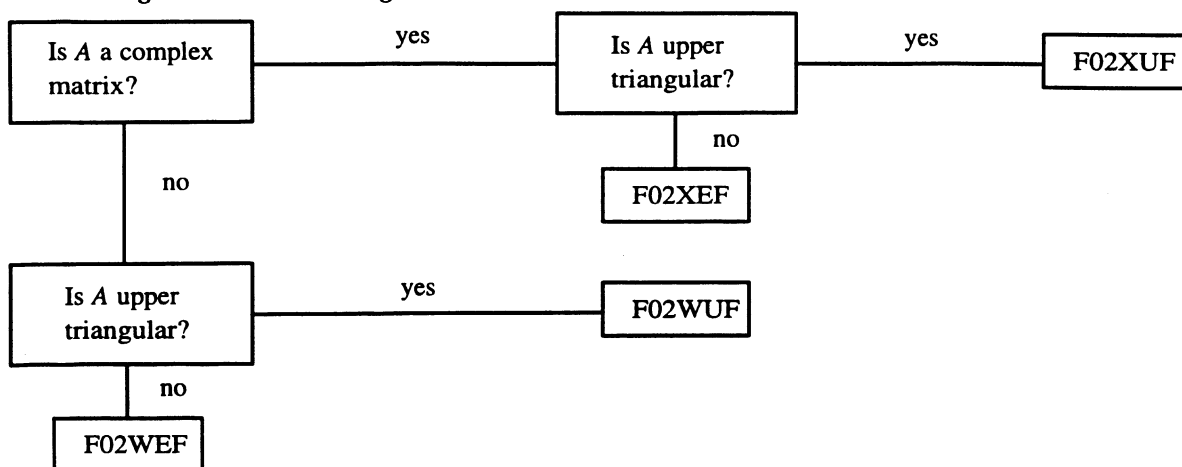 Is A a complex
matrix?
yes
Is A upper
triangular?
yes
F02XUF
no
F02XEF
no
Is A upper
triangular?
yes
F02WUF
no
F02WEF